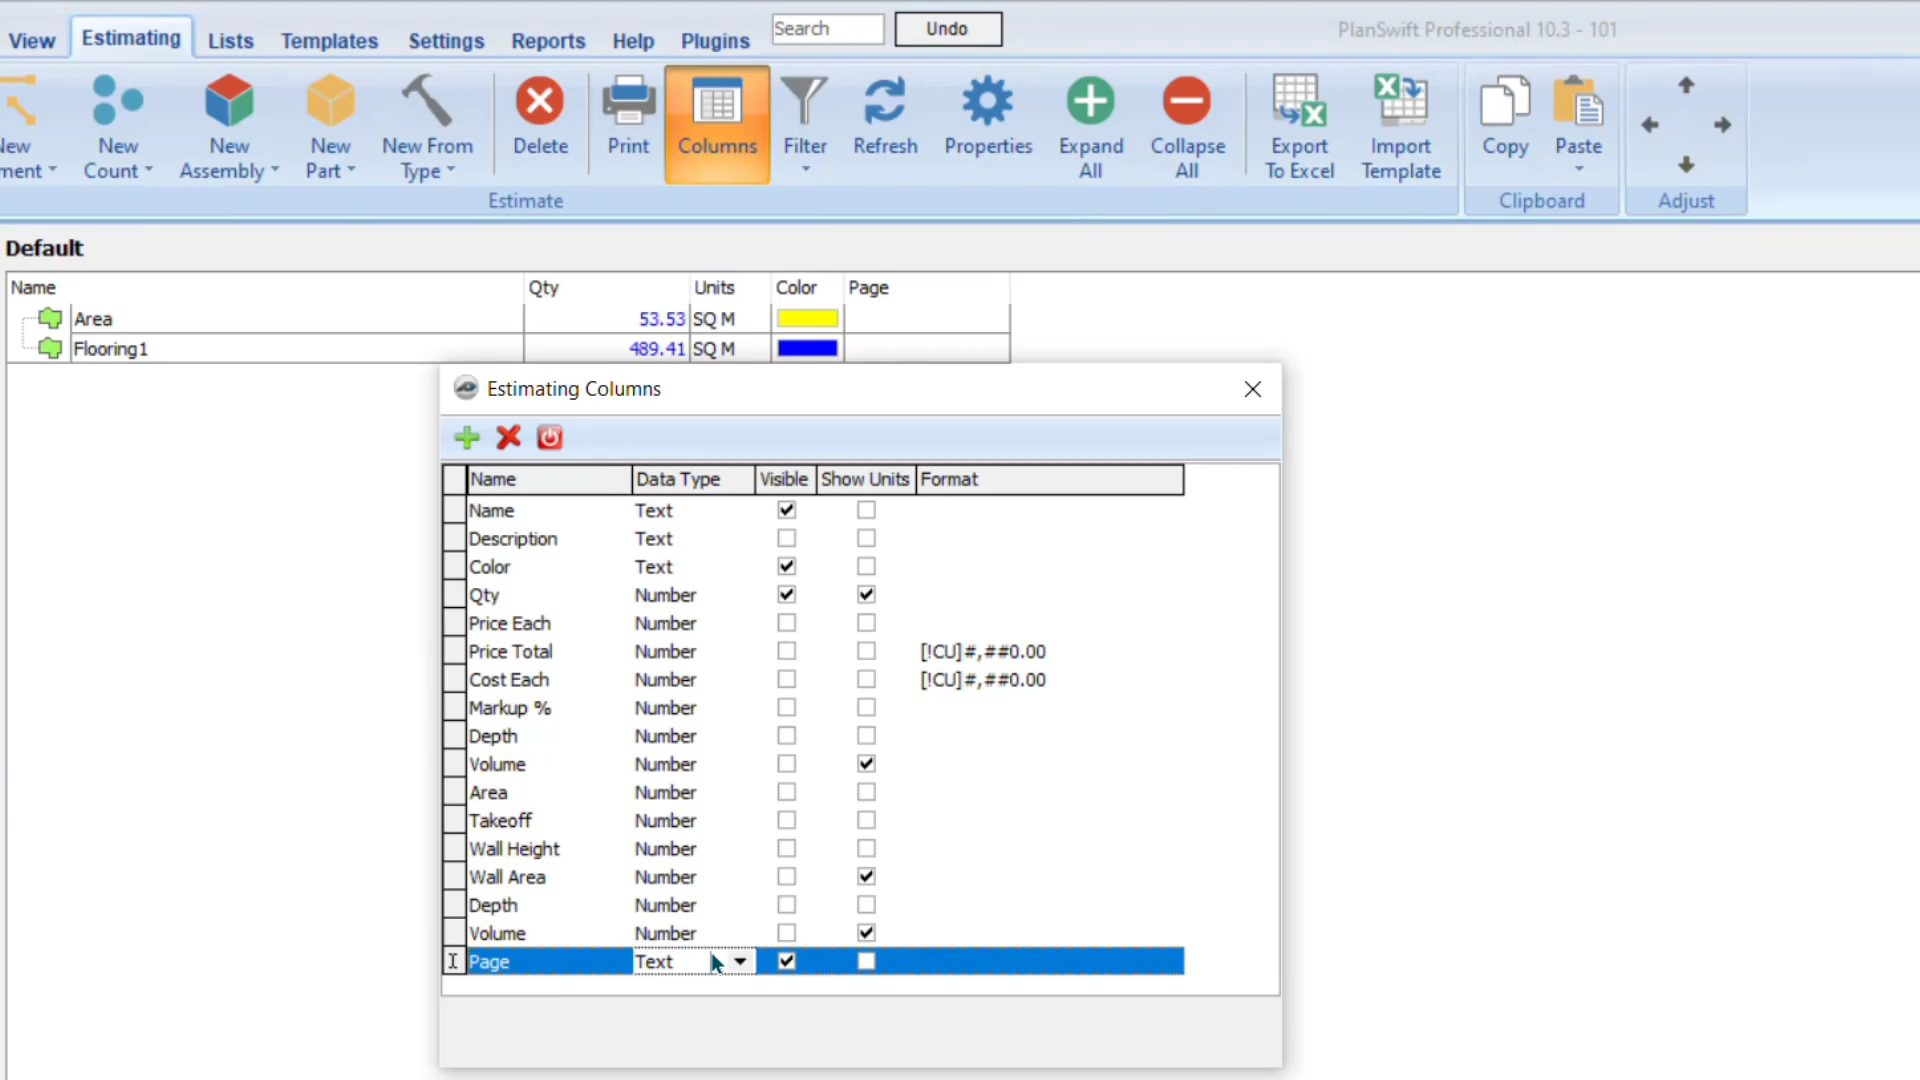 View Estimating Lists Templates Settings Reports Help Plugins Search Undo PlanSwift Professional 10.3 - 101
New Count New Assembly New Part New From Type Delete Print Columns Filter Refresh Properties Expand All Collapse All Export To Excel Import Template Copy Paste
Estimate Clipboard Adjust
Default
Name Qty Units Color Page
Area 53.53 SQ M
Flooring1 489.41 SQ M
Estimating Columns
Name Data Type Visible Show Units Format
Name Text
Description Text
Color Text
Qty Number
Price Each Number
Price Total Number [!CU]#,##0.00
Cost Each Number [!CU]#,##0.00
Markup % Number
Depth Number
Volume Number
Area Number
Takeoff Number
Wall Height Number
Wall Area Number
Depth Number
Volume Number
Page Text